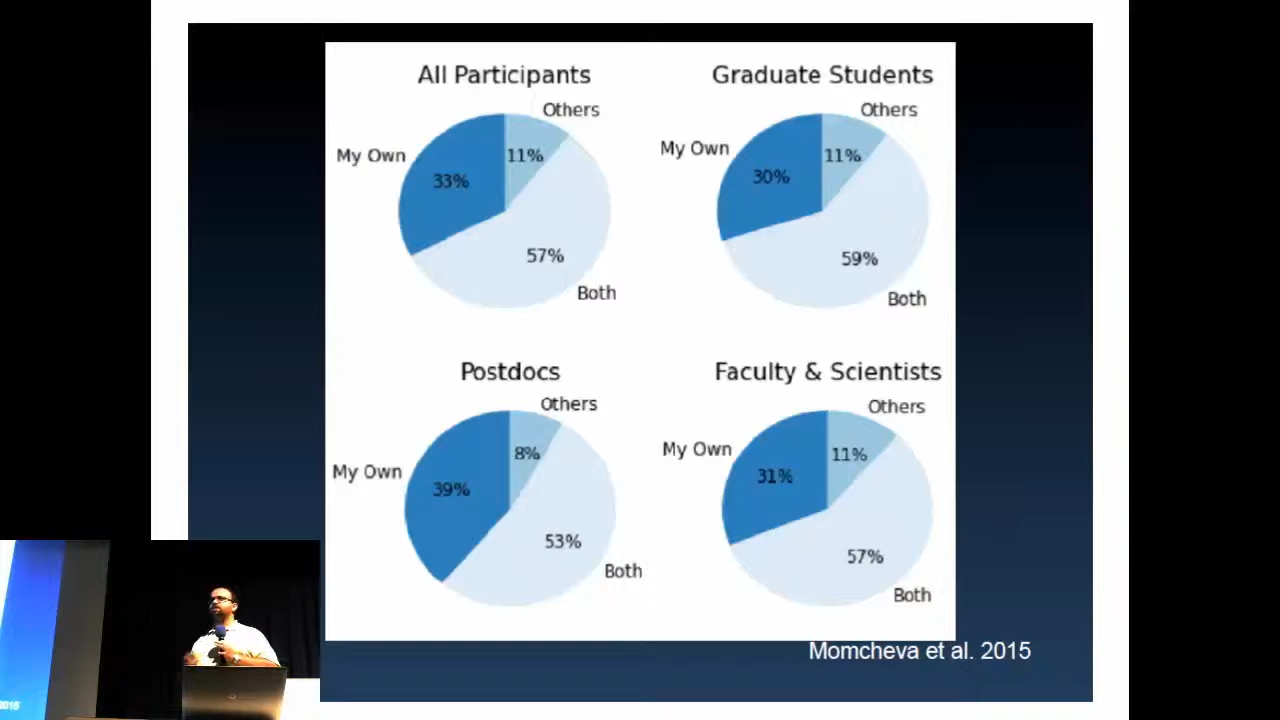 All Participants
Others
My Own
11%
33%
57%
Both
Graduate Students
Others
My Own
11%
30%
59%
Both
Postdocs
Others
My Own
8%
39%
53%
Both
Faculty & Scientists
Others
My Own
11%
31%
57%
Both
Momcheva et al. 2015
2015